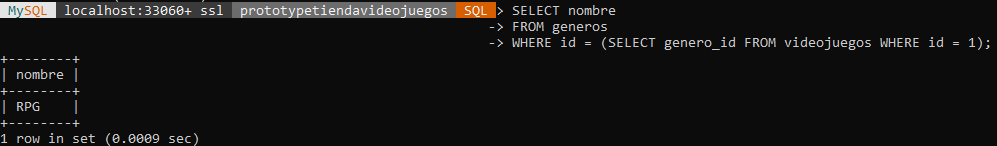 MySQL localhost:33060+ ssl prototypetiendavideojuegos SQL > SELECT nombre
-> FROM generos
-> WHERE id = (SELECT genero_id FROM videojuegos WHERE id = 1);
+--------+
| nombre |
+--------+
| RPG    |
+--------+
1 row in set (0.0009 sec)